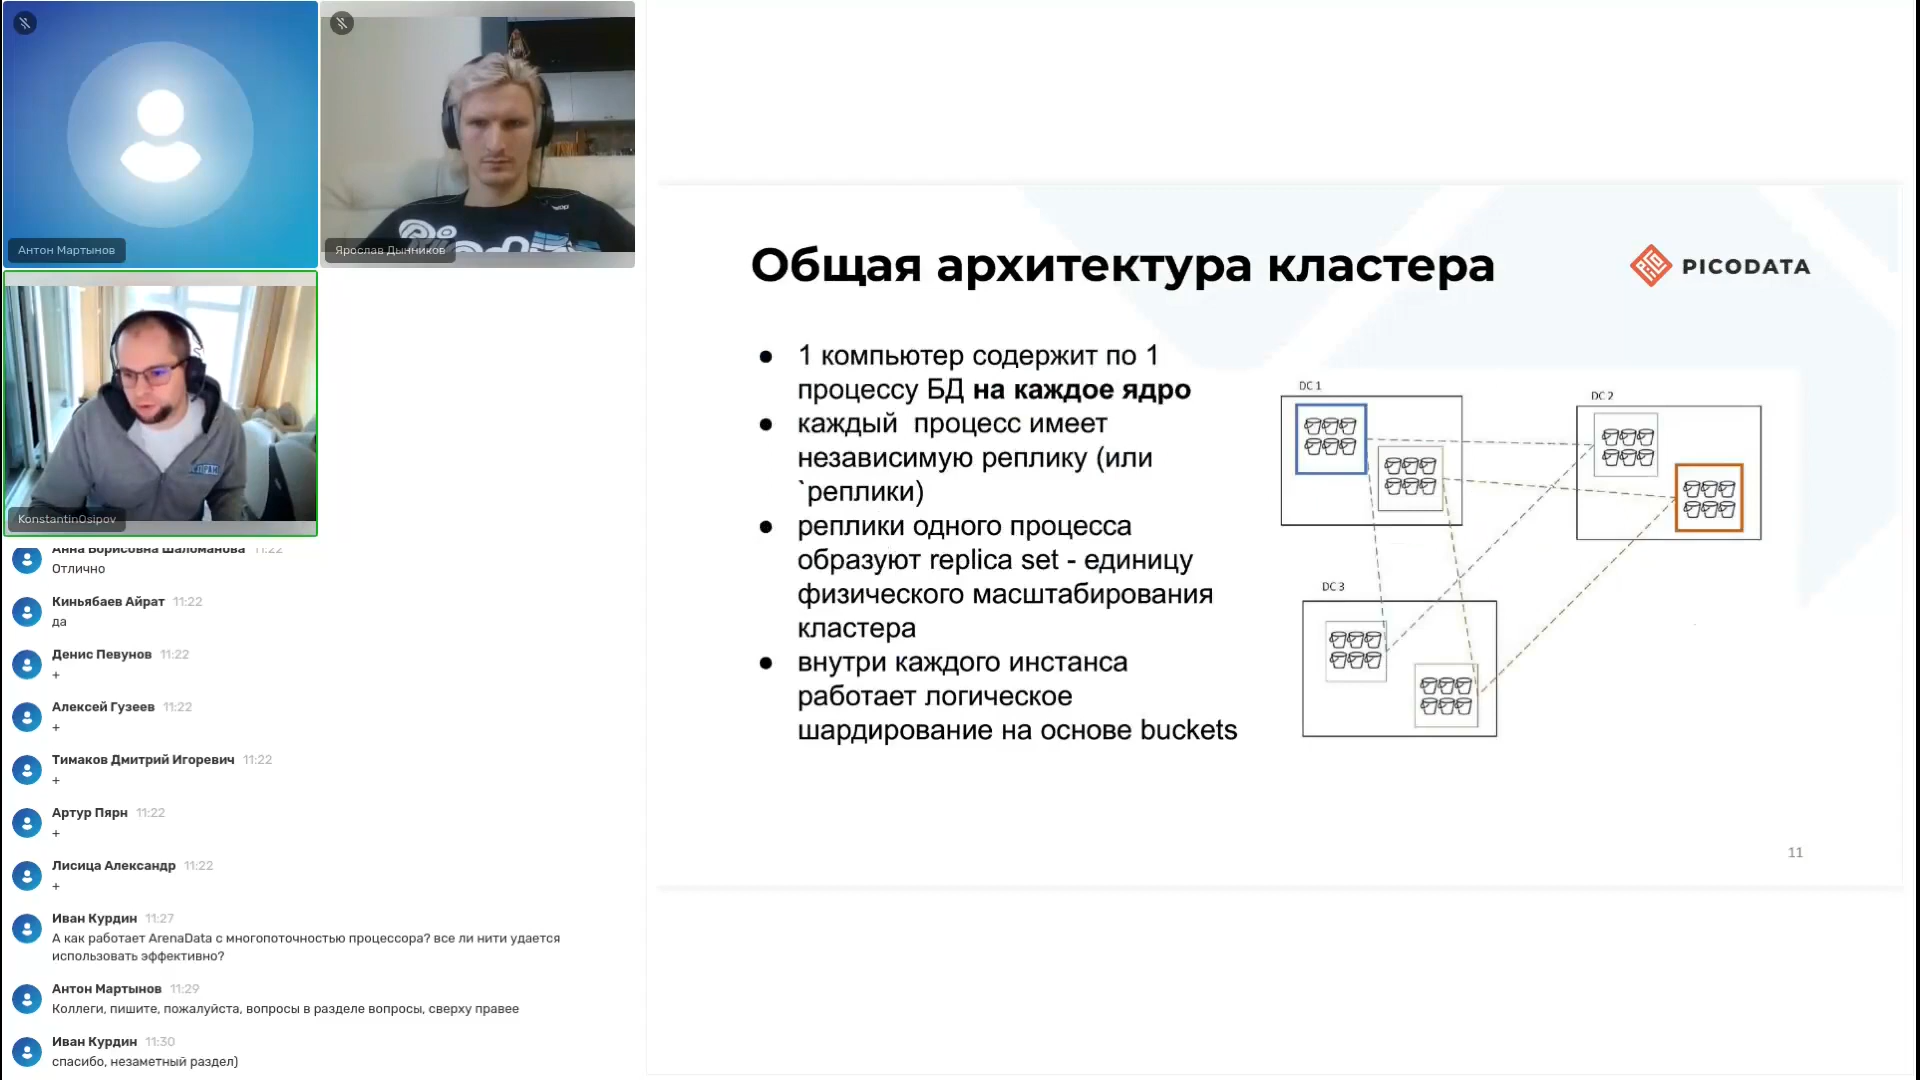 Антон Мартынов
Ярослав Дынников
KonstantinOsipov
Анна Борисовна Шаломанова 11:22
Отлично
Киньябаев Айрат 11:22
да
Денис Певунов 11:22
+
Алексей Гузеев 11:22
+
Тимаков Дмитрий Игоревич 11:22
+
Артур Пярн 11:22
+
Лисица Александр 11:22
+
Иван Курдин 11:27
А как работает ArenaData с многопоточностью процессора? все ли нити удается
использовать эффективно?
Антон Мартынов 11:29
Коллеги, пишите, пожалуйста, вопросы в разделе вопросы, сверху правее
Иван Курдин 11:30
спасибо, незаметный раздел)
Общая архитектура кластера
PICODATA
● 1 компьютер содержит по 1
процессу БД на каждое ядро
● каждый процесс имеет
независимую реплику (или
`реплики)
● реплики одного процесса
образуют replica set - единицу
физического масштабирования
кластера
● внутри каждого инстанса
работает логическое
шардирование на основе buckets
DC 1
DC 2
DC 3
11